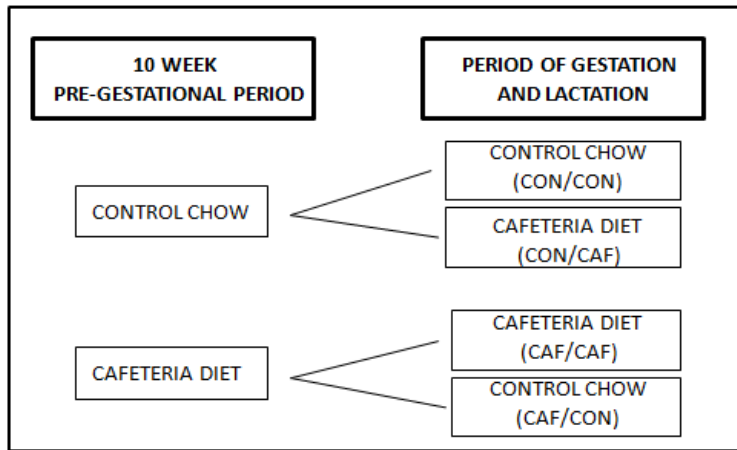 10 WEEK
PRE-GESTATIONAL PERIOD
PERIOD OF GESTATION
AND LACTATION
CONTROL CHOW
CONTROL CHOW
(CON/CON)
CAFETERIA DIET
(CON/CAF)
CAFETERIA DIET
CAFETERIA DIET
(CAF/CAF)
CONTROL CHOW
(CAF/CON)